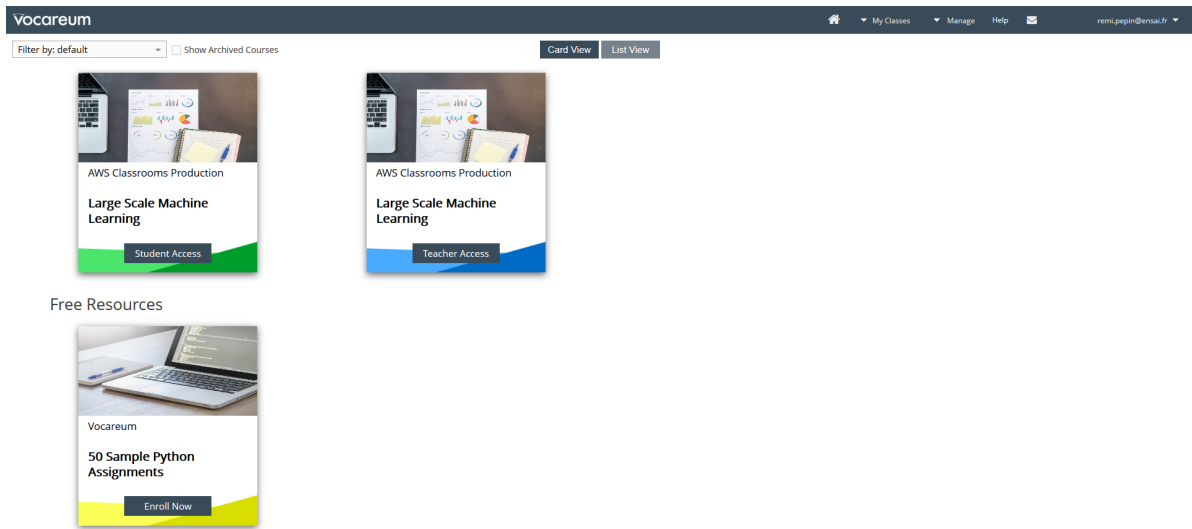 Vocareum
My Classes
Manage
Help
remi.pepin@ensai.fr
Filter by: default
Show Archived Courses
Card View
List View
AWS Classrooms Production
Large Scale Machine
Learning
Student Access
AWS Classrooms Production
Large Scale Machine
Learning
Teacher Access
Free Resources
Vocareum
50 Sample Python
Assignments
Enroll Now